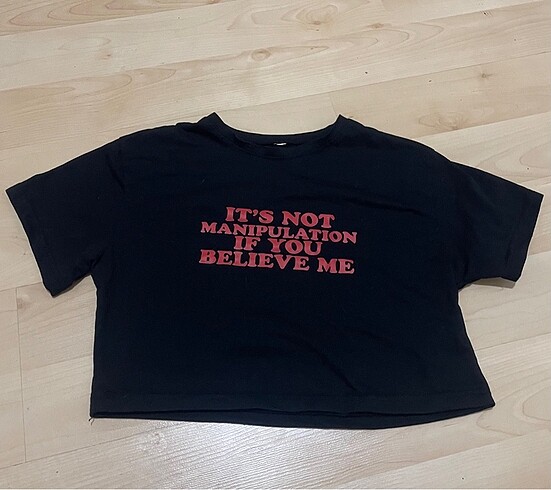 IT'S NOT
MANIPULATION
IF YOU
BELIEVE ME